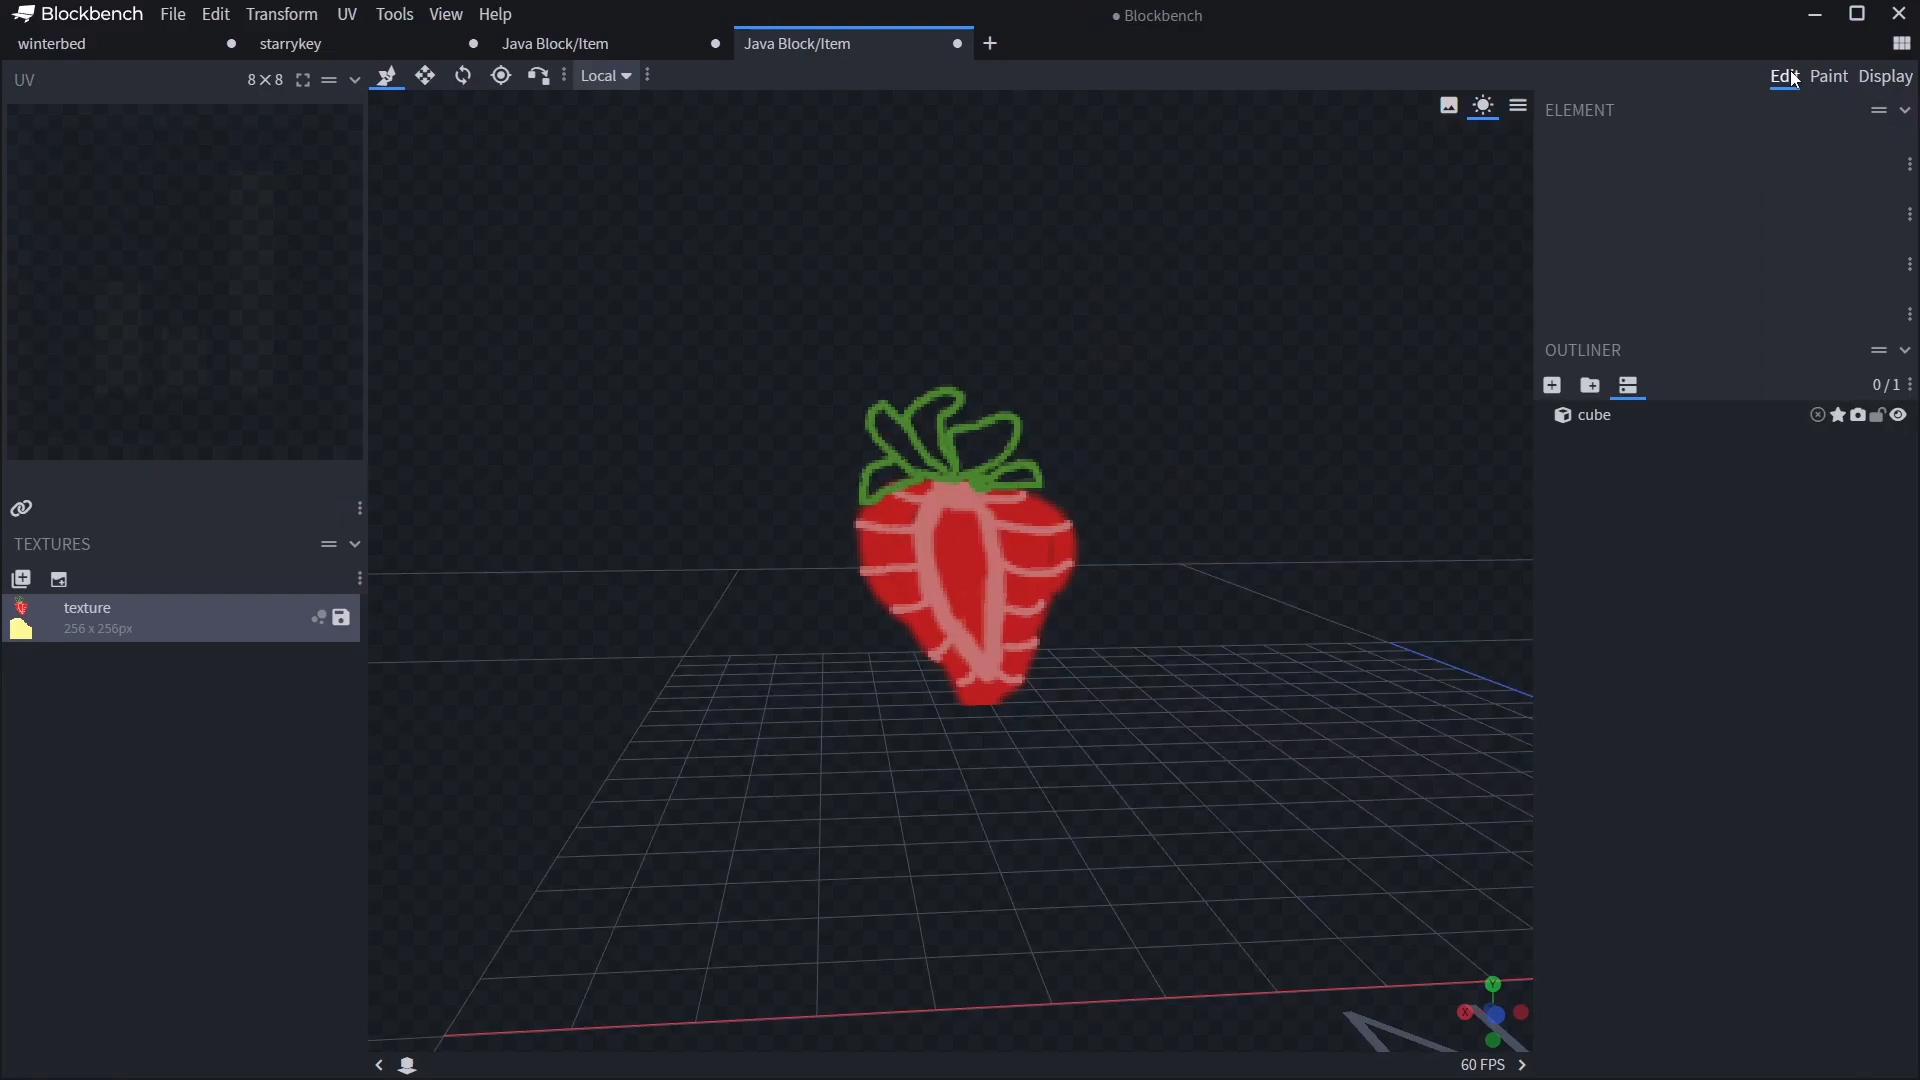 Blockbench File Edit Transform UV Tools View Help
● Blockbench
winterbed
starrykey
Java Block/Item
Java Block/Item
UV
8×8
Local
Edit Paint Display
ELEMENT
OUTLINER
0/1
cube
TEXTURES
texture
256 x 256px
Y
X
60 FPS